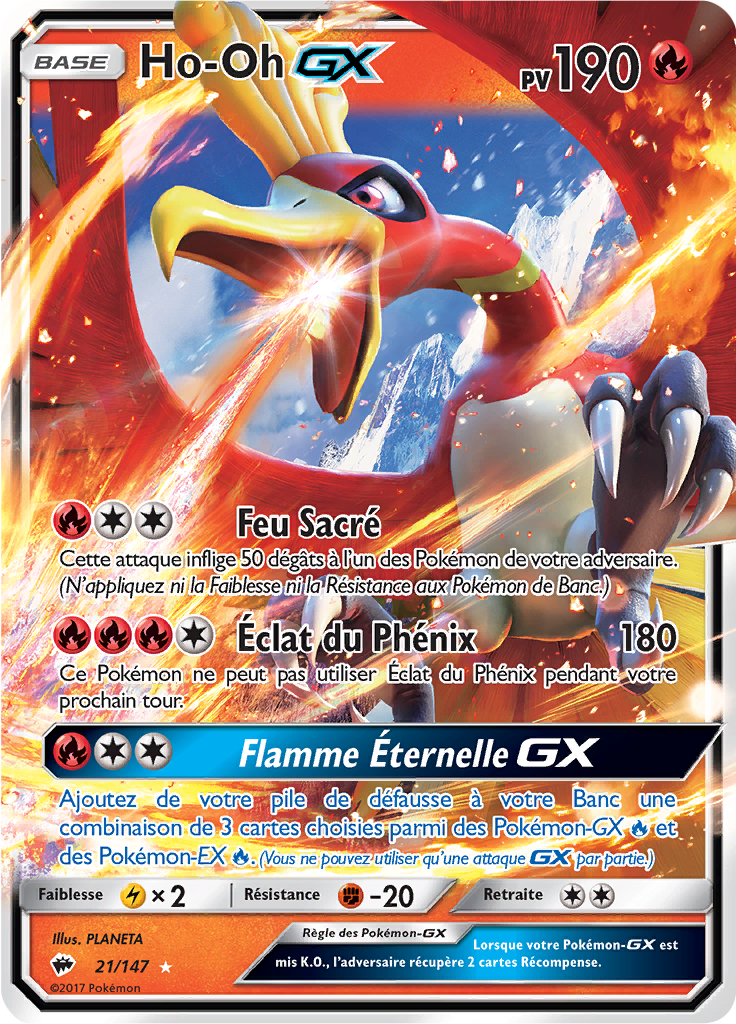 BASE Ho-Oh GX PV 190
Feu Sacré
Cette attaque inflige 50 dégâts à l'un des Pokémon de votre adversaire.
(N'appliquez ni la Faiblesse ni la Résistance aux Pokémon de Banc.)
Éclat du Phénix 180
Ce Pokémon ne peut pas utiliser Éclat du Phénix pendant votre
prochain tour.
Flamme Éternelle GX
Ajoutez de votre pile de défausse à votre Banc une
combinaison de 3 cartes choisies parmi des Pokémon-GX et
des Pokémon-EX. (Vous ne pouvez utiliser qu'une attaque GX par partie.)
Faiblesse ×2 Résistance -20 Retraite
Illus. PLANETA
21/147
©2017 Pokémon
Règle des Pokémon-GX
Lorsque votre Pokémon-GX est
mis K.O., l'adversaire récupère 2 cartes Récompense.